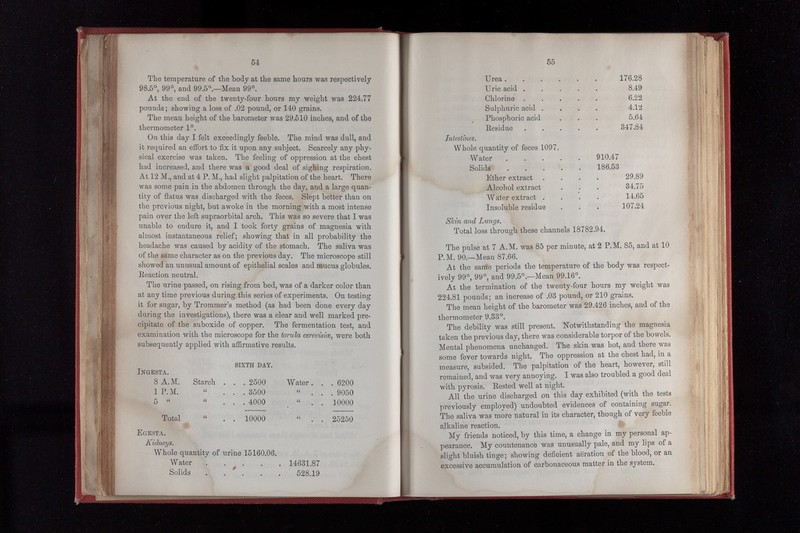 54
The temperature of the body at the same hours was respectively
98.5°, 99°, and 99.5°.—Mean 99°.
At the end of the twenty-four hours my weight was 224.77
pounds; showing a loss of .02 pound, or 140 grains.
The mean height of the barometer was 29.510 inches, and of the
thermometer 1°.
On this day I felt exceedingly feeble. The mind was dull, and
it required an effort to fix it upon any subject. Scarcely any phy-
sical exercise was taken. The feeling of oppression at the chest
had increased, and there was a good deal of sighing respiration.
At 12 M., and at 4 P. M., had slight palpitation of the heart. There
was some pain in the abdomen through the day, and a large quan-
tity of flatus was discharged with the feces. Slept better than on
the previous night, but awoke in the morning with a most intense
pain over the left supraorbital arch. This was so severe that I was
unable to endure it, and I took forty grains of magnesia with
almost instantaneous relief; showing that in all probability the
headache was caused by acidity of the stomach. The saliva was
of the same character as on the previous day. The microscope still
showed an unusual amount of epithelial scales and mucus globules.
Reaction neutral.
The urine passed, on rising from bed, was of a darker color than
at any time previous during this series of experiments. On testing
it for sugar, by Trommer's method (as had been done every day
during the investigations), there was a clear and well marked pre-
cipitate of the suboxide of copper. The fermentation test, and
examination with the microscope for the torula cerevisiæ, were both
subsequently applied with affirmative results.
SIXTH DAY.
INGESTA.
8 A.M. Starch . . . 2500 Water . . . 6200
1 P.M. “ . . . 3500 “ . . . 9050
5 “ “ . . . 4000 “ . . 10000
Total “ . . 10000 “ . . 25250
EGESTA.
Kidneys.
Whole quantity of urine 15160.06.
Water . . . . . . 14631.87
Solids . . . . . 528.19
55
Urea . . . . . . 176.28
Uric acid . . . . . 8.49
Chlorine . . . . . 6.22
Sulphuric acid . . . . 4.12
Phosphoric acid . . . 5.64
Residue . . . . . 347.84
Intestines.
Whole quantity of feces 1097.
Water . . . . . 910.47
Solids . . . . . 186.53
Ether extract . . . . 29.89
Alcohol extract . . . 34.75
Water extract . . . . 14.65
Insoluble residue . . . 107.24
Skin and Lungs.
Total loss through these channels 18782.94.
The pulse at 7 A.M. was 85 per minute, at 2 P.M. 85, and at 10
P.M. 90.—Mean 87.66.
At the same periods the temperature of the body was respect-
ively 99°, 99°, and 99.5°.—Mean 99.16°.
At the termination of the twenty-four hours my weight was
224.81 pounds; an increase of .03 pound, or 210 grains.
The mean height of the barometer was 29.426 inches, and of the
thermometer 9.33°.
The debility was still present. Notwithstanding the magnesia
taken the previous day, there was considerable torpor of the bowels.
Mental phenomena unchanged. The skin was hot, and there was
some fever towards night. The oppression at the chest had, in a
measure, subsided. The palpitation of the heart, however, still
remained, and was very annoying. I was also troubled a good deal
with pyrosis. Rested well at night.
All the urine discharged on this day exhibited (with the tests
previously employed) undoubted evidences of containing sugar.
The saliva was more natural in its character, though of very feeble
alkaline reaction.
My friends noticed, by this time, a change in my personal ap-
pearance. My countenance was unusually pale, and my lips of a
slight bluish tinge; showing deficient aëration of the blood, or an
excessive accumulation of carbonaceous matter in the system.